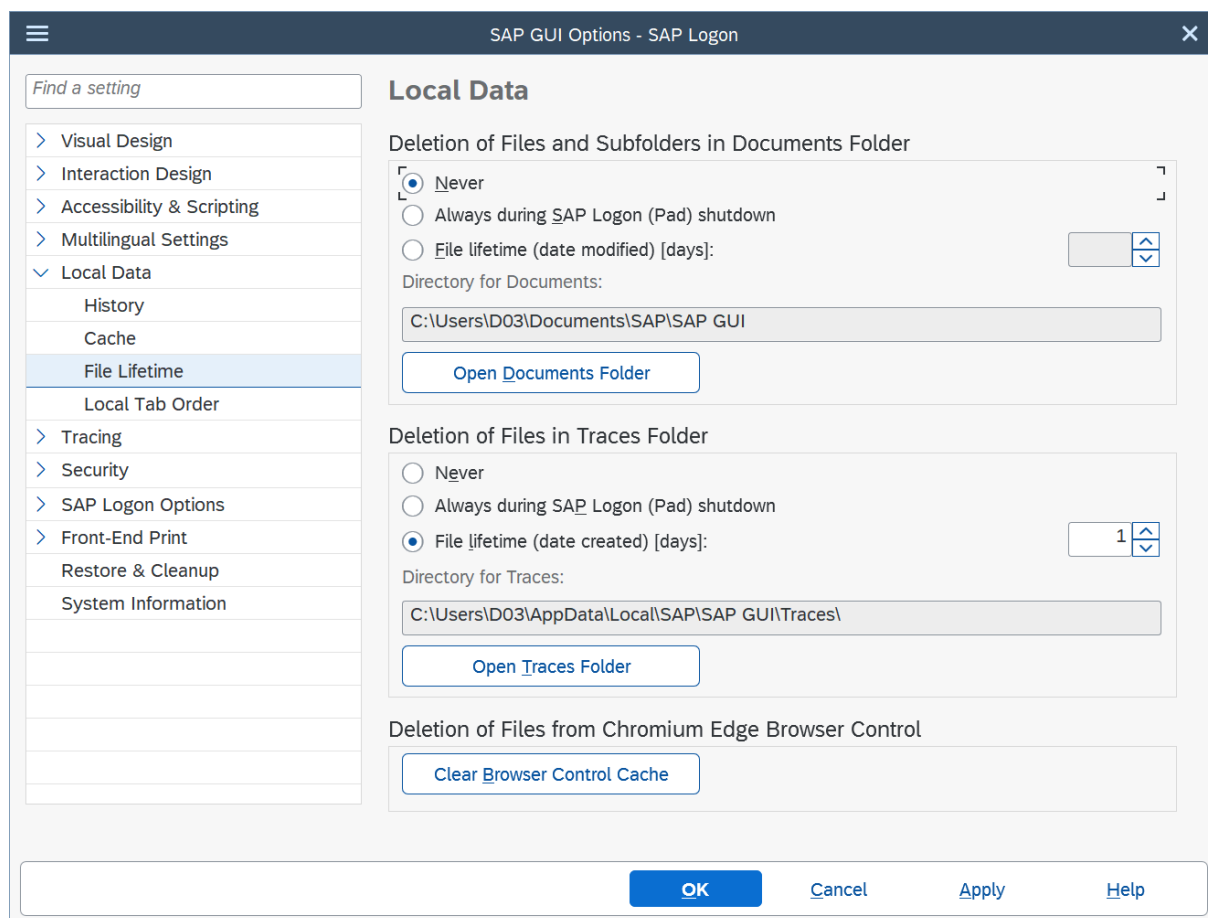 SAP GUI Options - SAP Logon
Find a setting
Visual Design
Interaction Design
Accessibility & Scripting
Multilingual Settings
Local Data
History
Cache
File Lifetime
Local Tab Order
Tracing
Security
SAP Logon Options
Front-End Print
Restore & Cleanup
System Information
Local Data
Deletion of Files and Subfolders in Documents Folder
Never
Always during SAP Logon (Pad) shutdown
File lifetime (date modified) [days]:
Directory for Documents:
C:\Users\D03\Documents\SAP\SAP GUI
Open Documents Folder
Deletion of Files in Traces Folder
Never
Always during SAP Logon (Pad) shutdown
File lifetime (date created) [days]: 1
Directory for Traces:
C:\Users\D03\AppData\Local\SAP\SAP GUI\Traces\
Open Traces Folder
Deletion of Files from Chromium Edge Browser Control
Clear Browser Control Cache
OK Cancel Apply Help